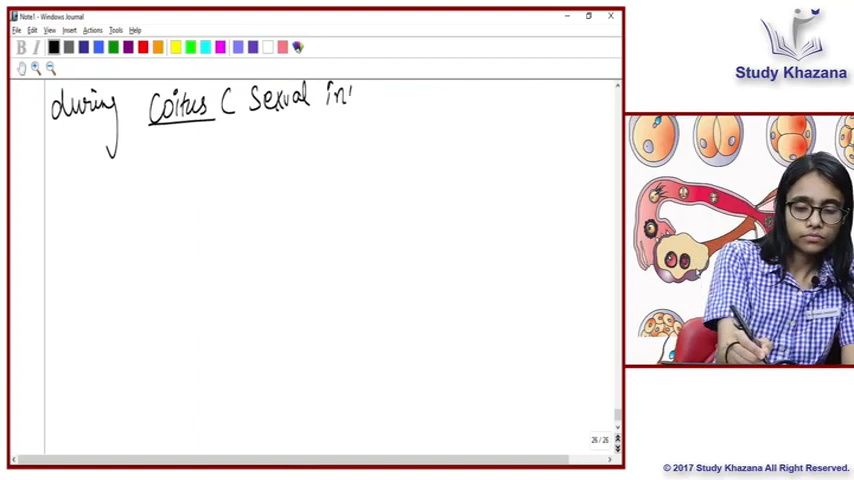 Note1 - Windows Journal
File Edit View Insert Actions Tools Help
B I
during Coitus ( Sexual in
26 / 26
Study Khazana
© 2017 Study Khazana All Right Reserved.